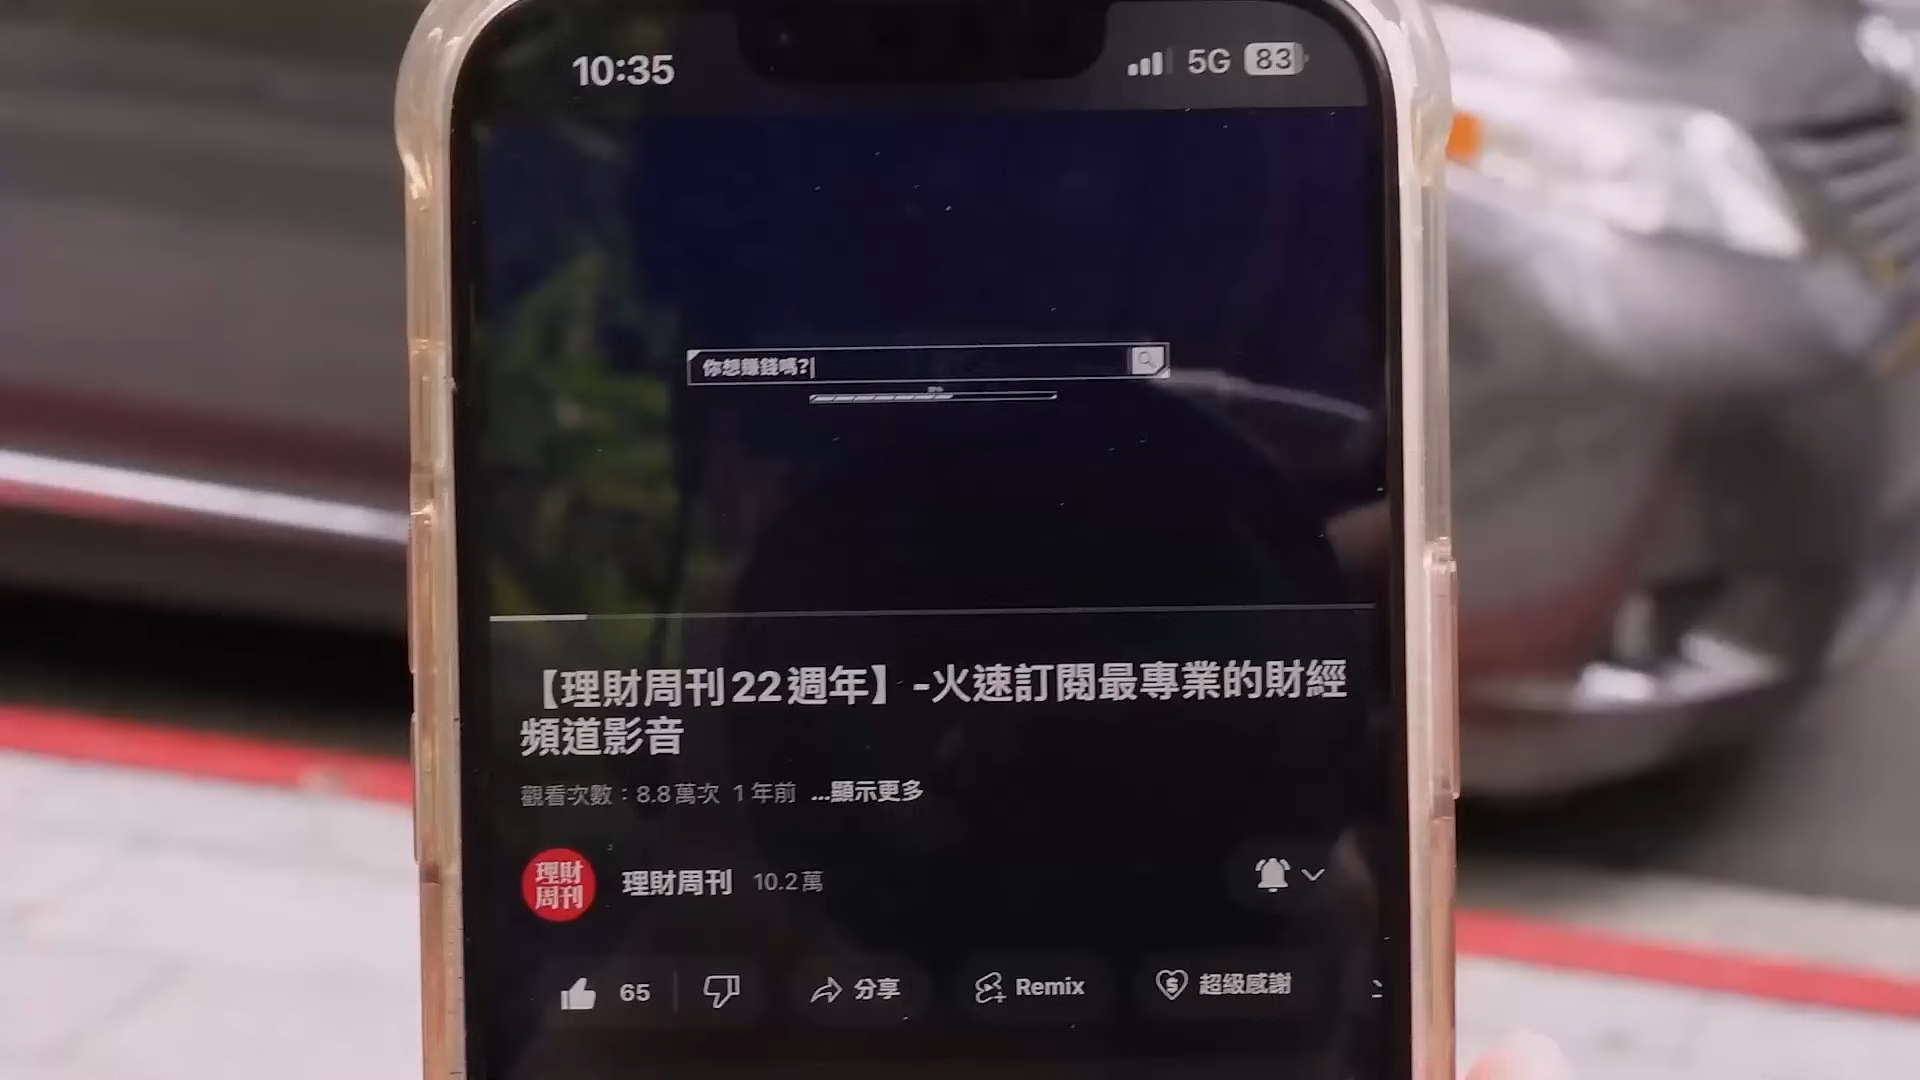 10:35
5G 83
你想賺錢嗎?
【理財周刊22週年】-火速訂閱最專業的財經
頻道影音
觀看次數：8.8萬次 1年前 ...顯示更多
理財
周刊
理財周刊 10.2萬
65 分享 Remix 超級感謝